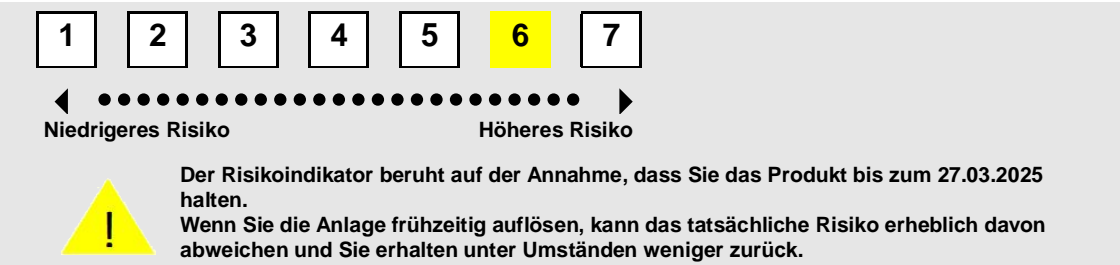 1 2 3 4 5 6 7
Niedrigeres Risiko Höheres Risiko
Der Risikoindikator beruht auf der Annahme, dass Sie das Produkt bis zum 27.03.2025
halten.
Wenn Sie die Anlage frühzeitig auflösen, kann das tatsächliche Risiko erheblich davon
abweichen und Sie erhalten unter Umständen weniger zurück.
!